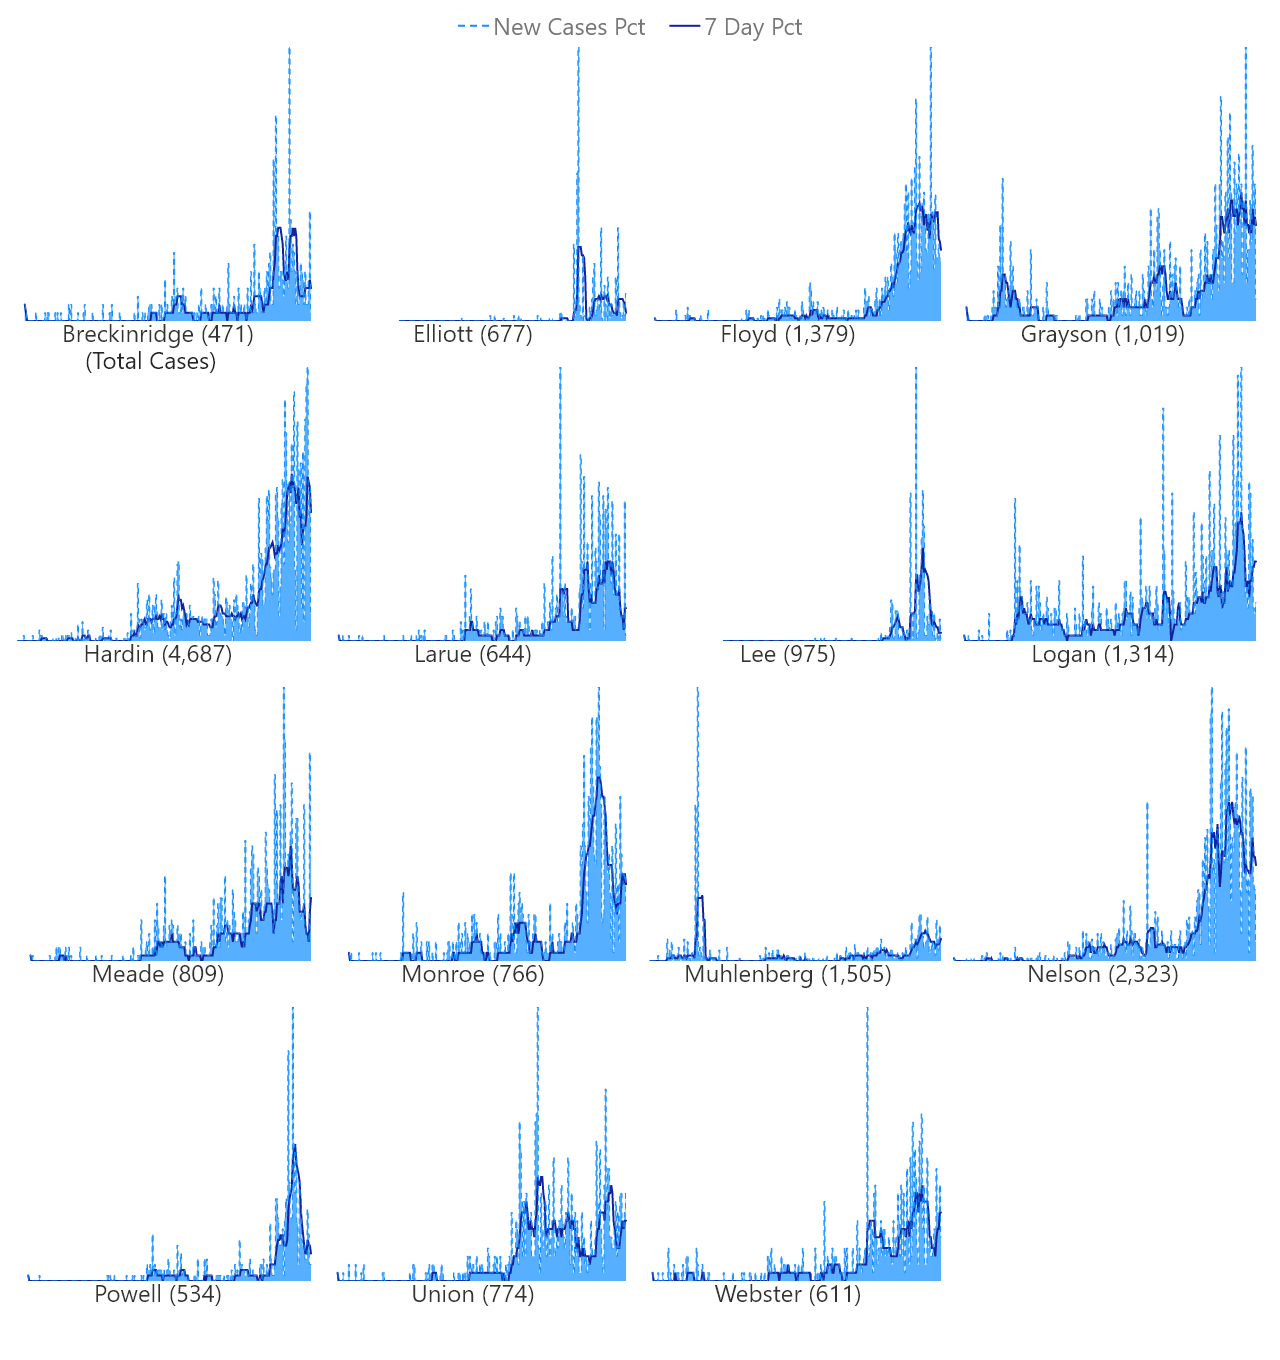 New Cases Pct 7 Day Pct
Breckinridge (471) Elliott (677) Floyd (1,379) Grayson (1,019)
(Total Cases)
Hardin (4,687) Larue (644) Lee (975) Logan (1,314)
Meade (809) Monroe (766) Muhlenberg (1,505) Nelson (2,323)
Powell (534) Union (774) Webster (611)